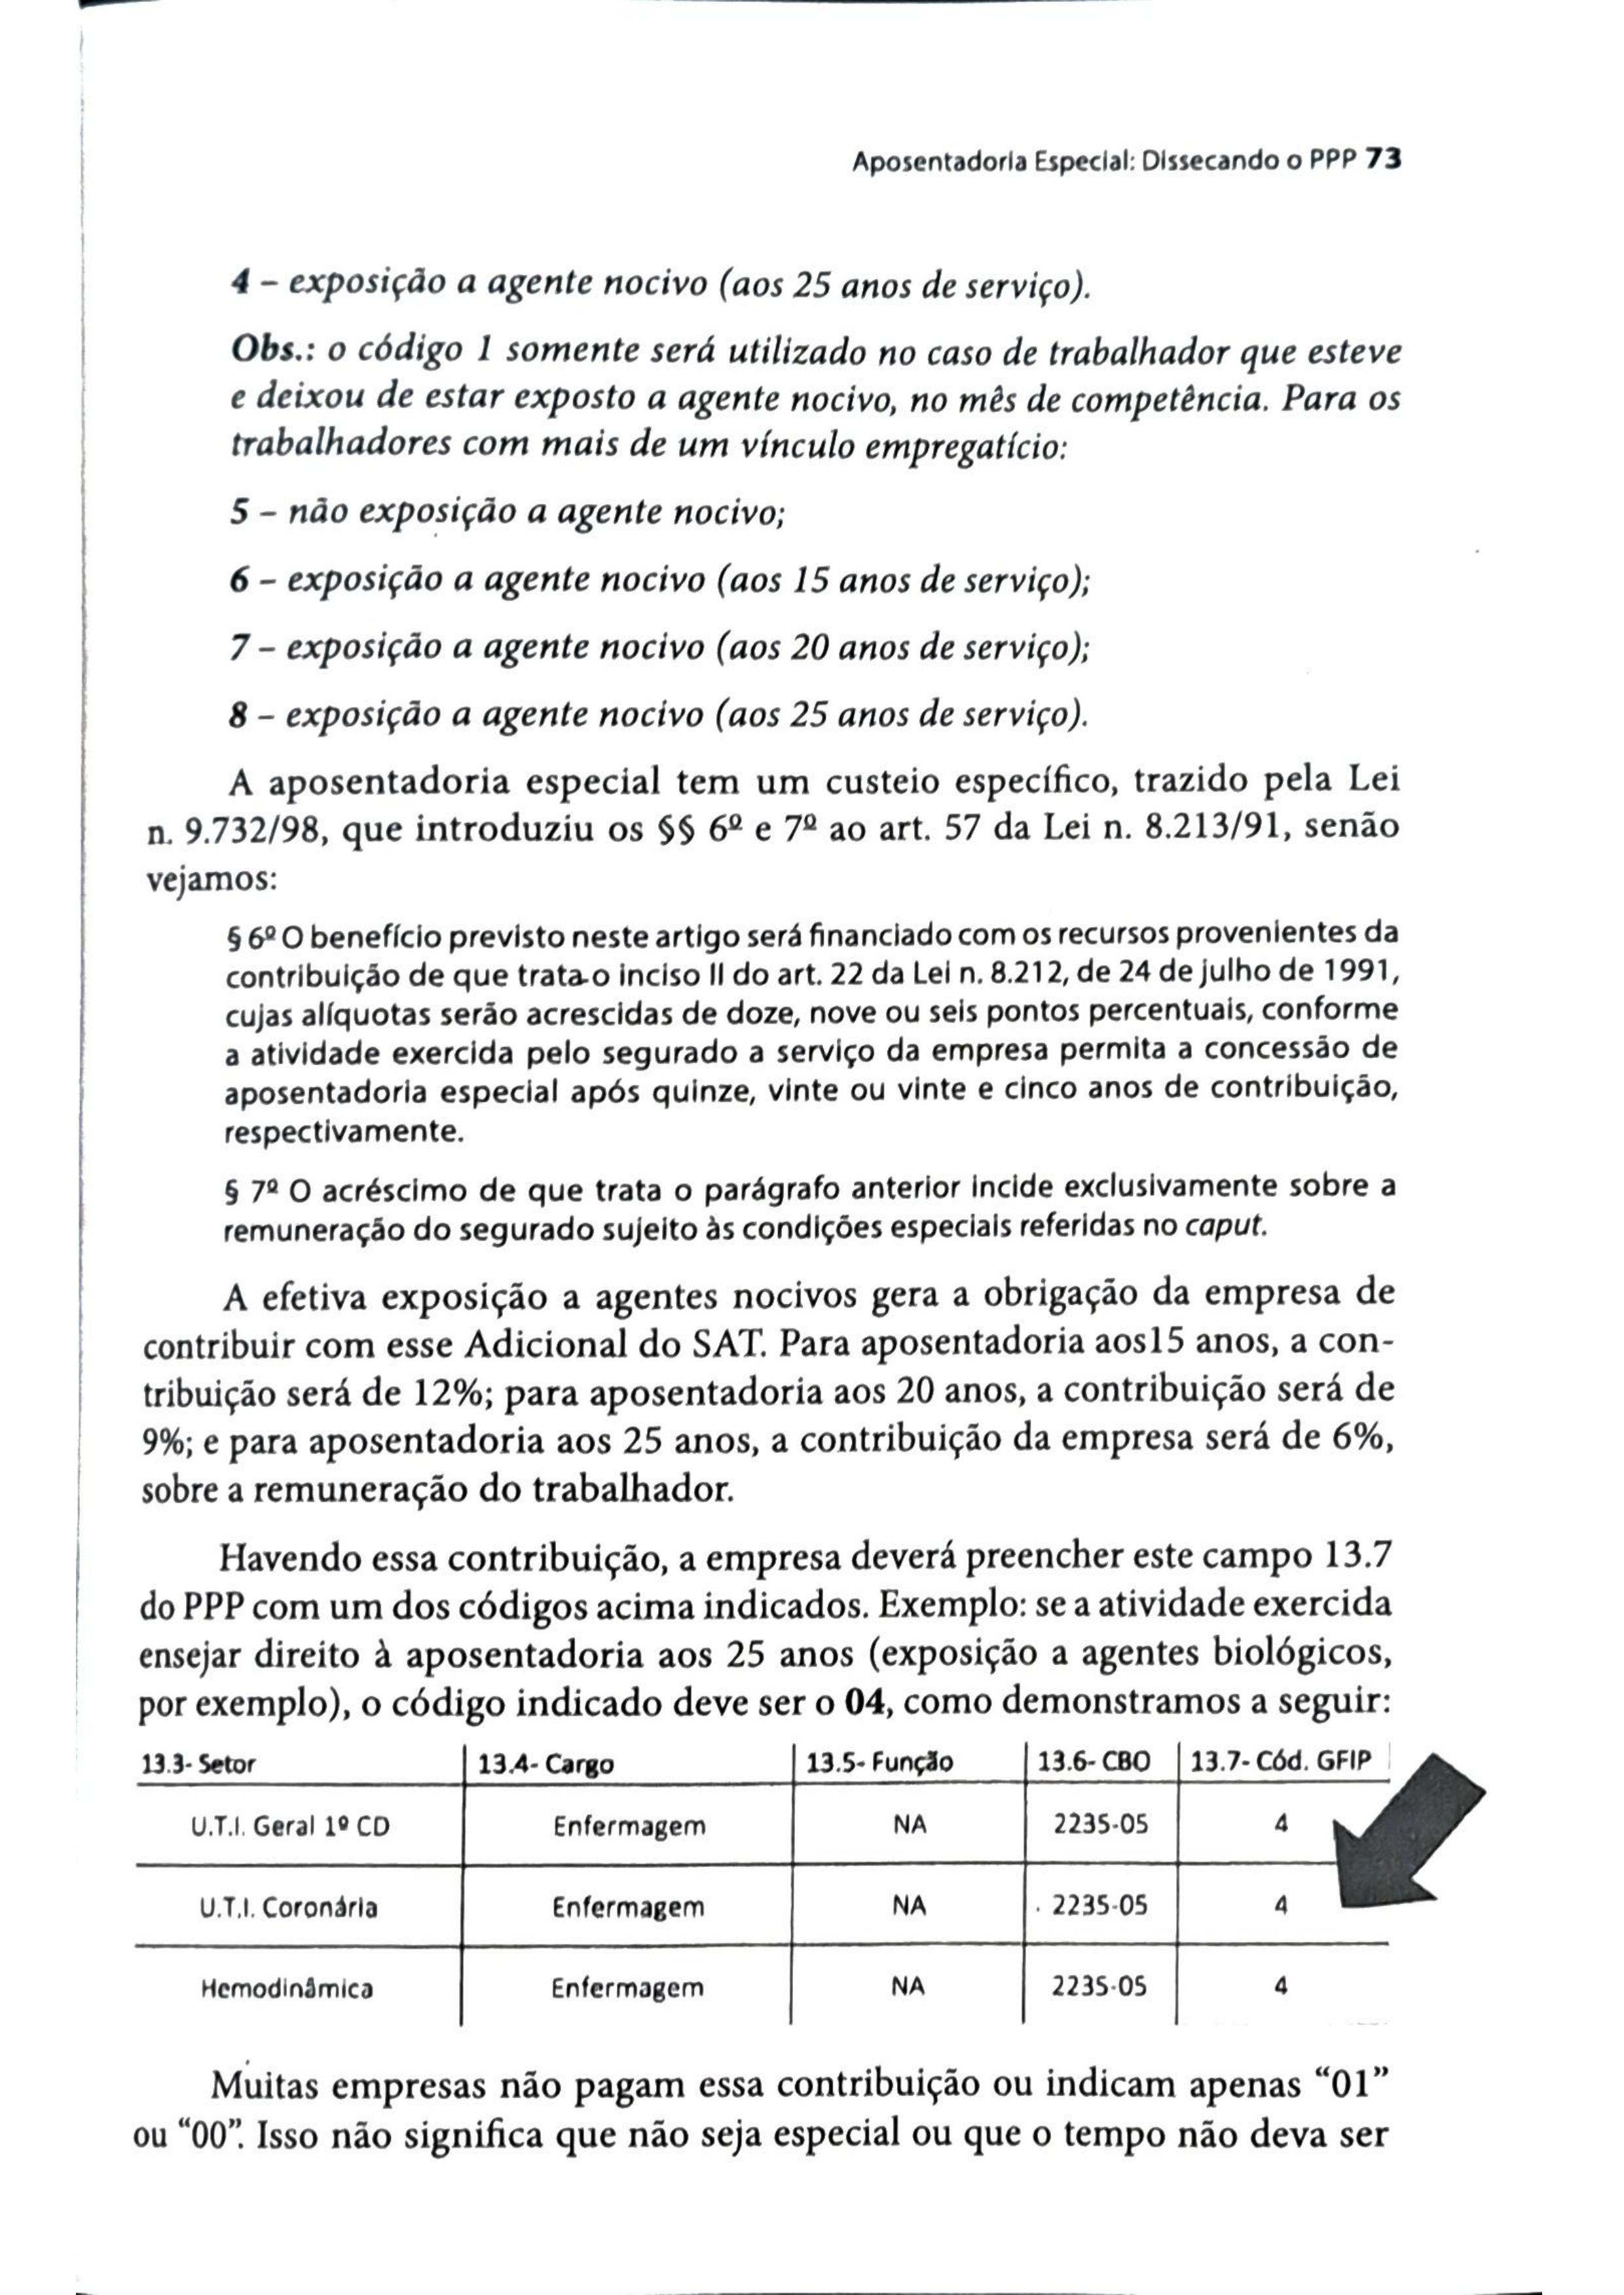 Aposentadoria Especial: Dissecando o PPP 73
4 – exposição a agente nocivo (aos 25 anos de serviço).
Obs.: o código 1 somente será utilizado no caso de trabalhador que esteve
e deixou de estar exposto a agente nocivo, no mês de competência. Para os
trabalhadores com mais de um vínculo empregatício:
5 – não exposição a agente nocivo;
6 – exposição a agente nocivo (aos 15 anos de serviço);
7 – exposição a agente nocivo (aos 20 anos de serviço);
8 – exposição a agente nocivo (aos 25 anos de serviço).
A aposentadoria especial tem um custeio específico, trazido pela Lei
n. 9.732/98, que introduziu os §§ 6º e 7º ao art. 57 da Lei n. 8.213/91, senão
vejamos:
§ 6º O benefício previsto neste artigo será financiado com os recursos provenientes da
contribuição de que trata o inciso II do art. 22 da Lei n. 8.212, de 24 de julho de 1991,
cujas alíquotas serão acrescidas de doze, nove ou seis pontos percentuais, conforme
a atividade exercida pelo segurado a serviço da empresa permita a concessão de
aposentadoria especial após quinze, vinte ou vinte e cinco anos de contribuição,
respectivamente.
§ 7º O acréscimo de que trata o parágrafo anterior incide exclusivamente sobre a
remuneração do segurado sujeito às condições especiais referidas no caput.
A efetiva exposição a agentes nocivos gera a obrigação da empresa de
contribuir com esse Adicional do SAT. Para aposentadoria aos15 anos, a con-
tribuição será de 12%; para aposentadoria aos 20 anos, a contribuição será de
9%; e para aposentadoria aos 25 anos, a contribuição da empresa será de 6%,
sobre a remuneração do trabalhador.
Havendo essa contribuição, a empresa deverá preencher este campo 13.7
do PPP com um dos códigos acima indicados. Exemplo: se a atividade exercida
ensejar direito à aposentadoria aos 25 anos (exposição a agentes biológicos,
por exemplo), o código indicado deve ser o 04, como demonstramos a seguir:
13.3- Setor 13.4- Cargo 13.5- Função 13.6- CBO 13.7- Cód. GFIP
U.T.I. Geral 1º CD Enfermagem NA 2235-05 4
U.T.I. Coronária Enfermagem NA 2235-05 4
Hemodinâmica Enfermagem NA 2235-05 4
Muitas empresas não pagam essa contribuição ou indicam apenas “01”
ou “00”. Isso não significa que não seja especial ou que o tempo não deva ser